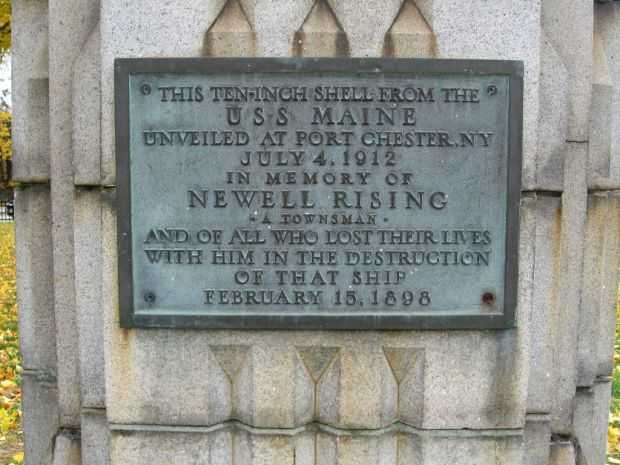 THIS TEN-INCH SHELL FROM THE
USS MAINE
UNVEILED AT PORT CHESTER, NY
JULY 4, 1912
IN MEMORY OF
NEWELL RISING
- A TOWNSMAN -
AND OF ALL WHO LOST THEIR LIVES
WITH HIM IN THE DESTRUCTION
OF THAT SHIP
FEBRUARY 15, 1898